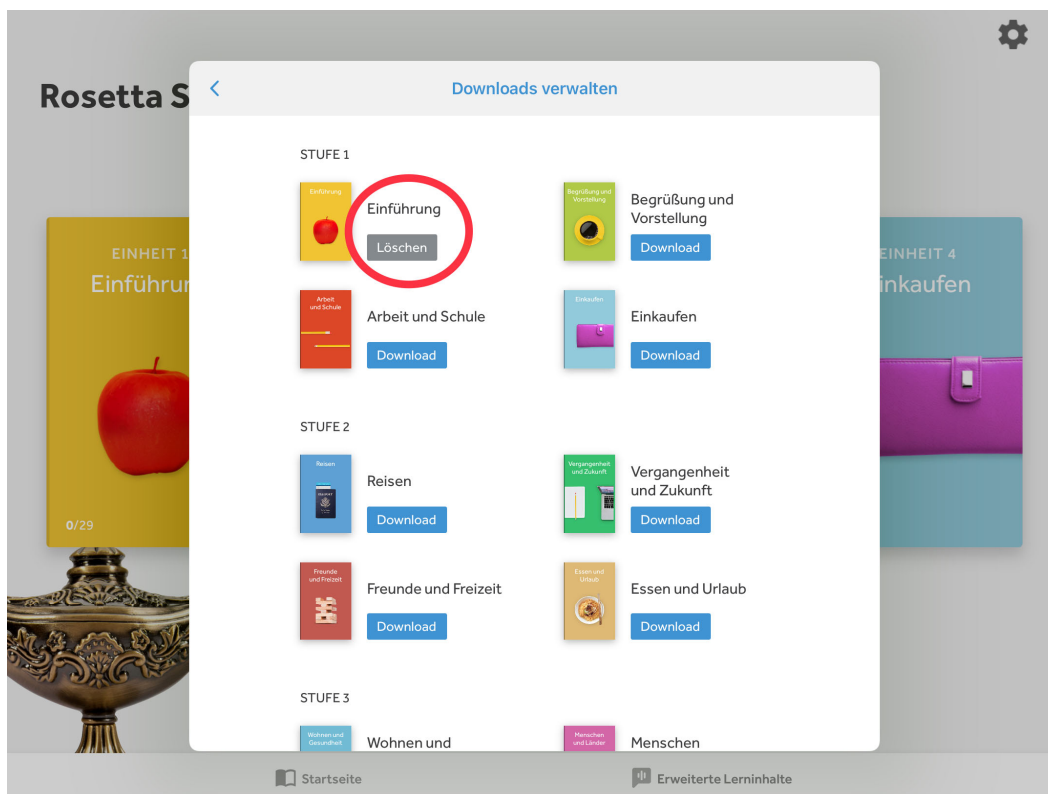 Rosetta S
Downloads verwalten
STUFE 1
Einführung
Einführung
Löschen
Begrüßung und
Vorstellung
Begrüßung und
Vorstellung
Download
Arbeit
und Schule
Arbeit und Schule
Download
Einkaufen
Einkaufen
Download
STUFE 2
Reisen
PASSPORT
Reisen
Download
Vergangenheit
und Zukunft
Vergangenheit
und Zukunft
Download
Freunde
und Freizeit
Freunde und Freizeit
Download
Essen und
Urlaub
Essen und Urlaub
Download
STUFE 3
Wohnen und
Gesundheit
Wohnen und
Menschen
und Länder
Menschen
EINHEIT 1
Einführun
0/29
EINHEIT 4
inkaufen
Startseite
Erweiterte Lerninhalte